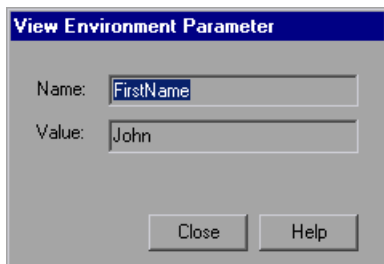 View Environment Parameter
Name: FirstName
Value: John
Close Help